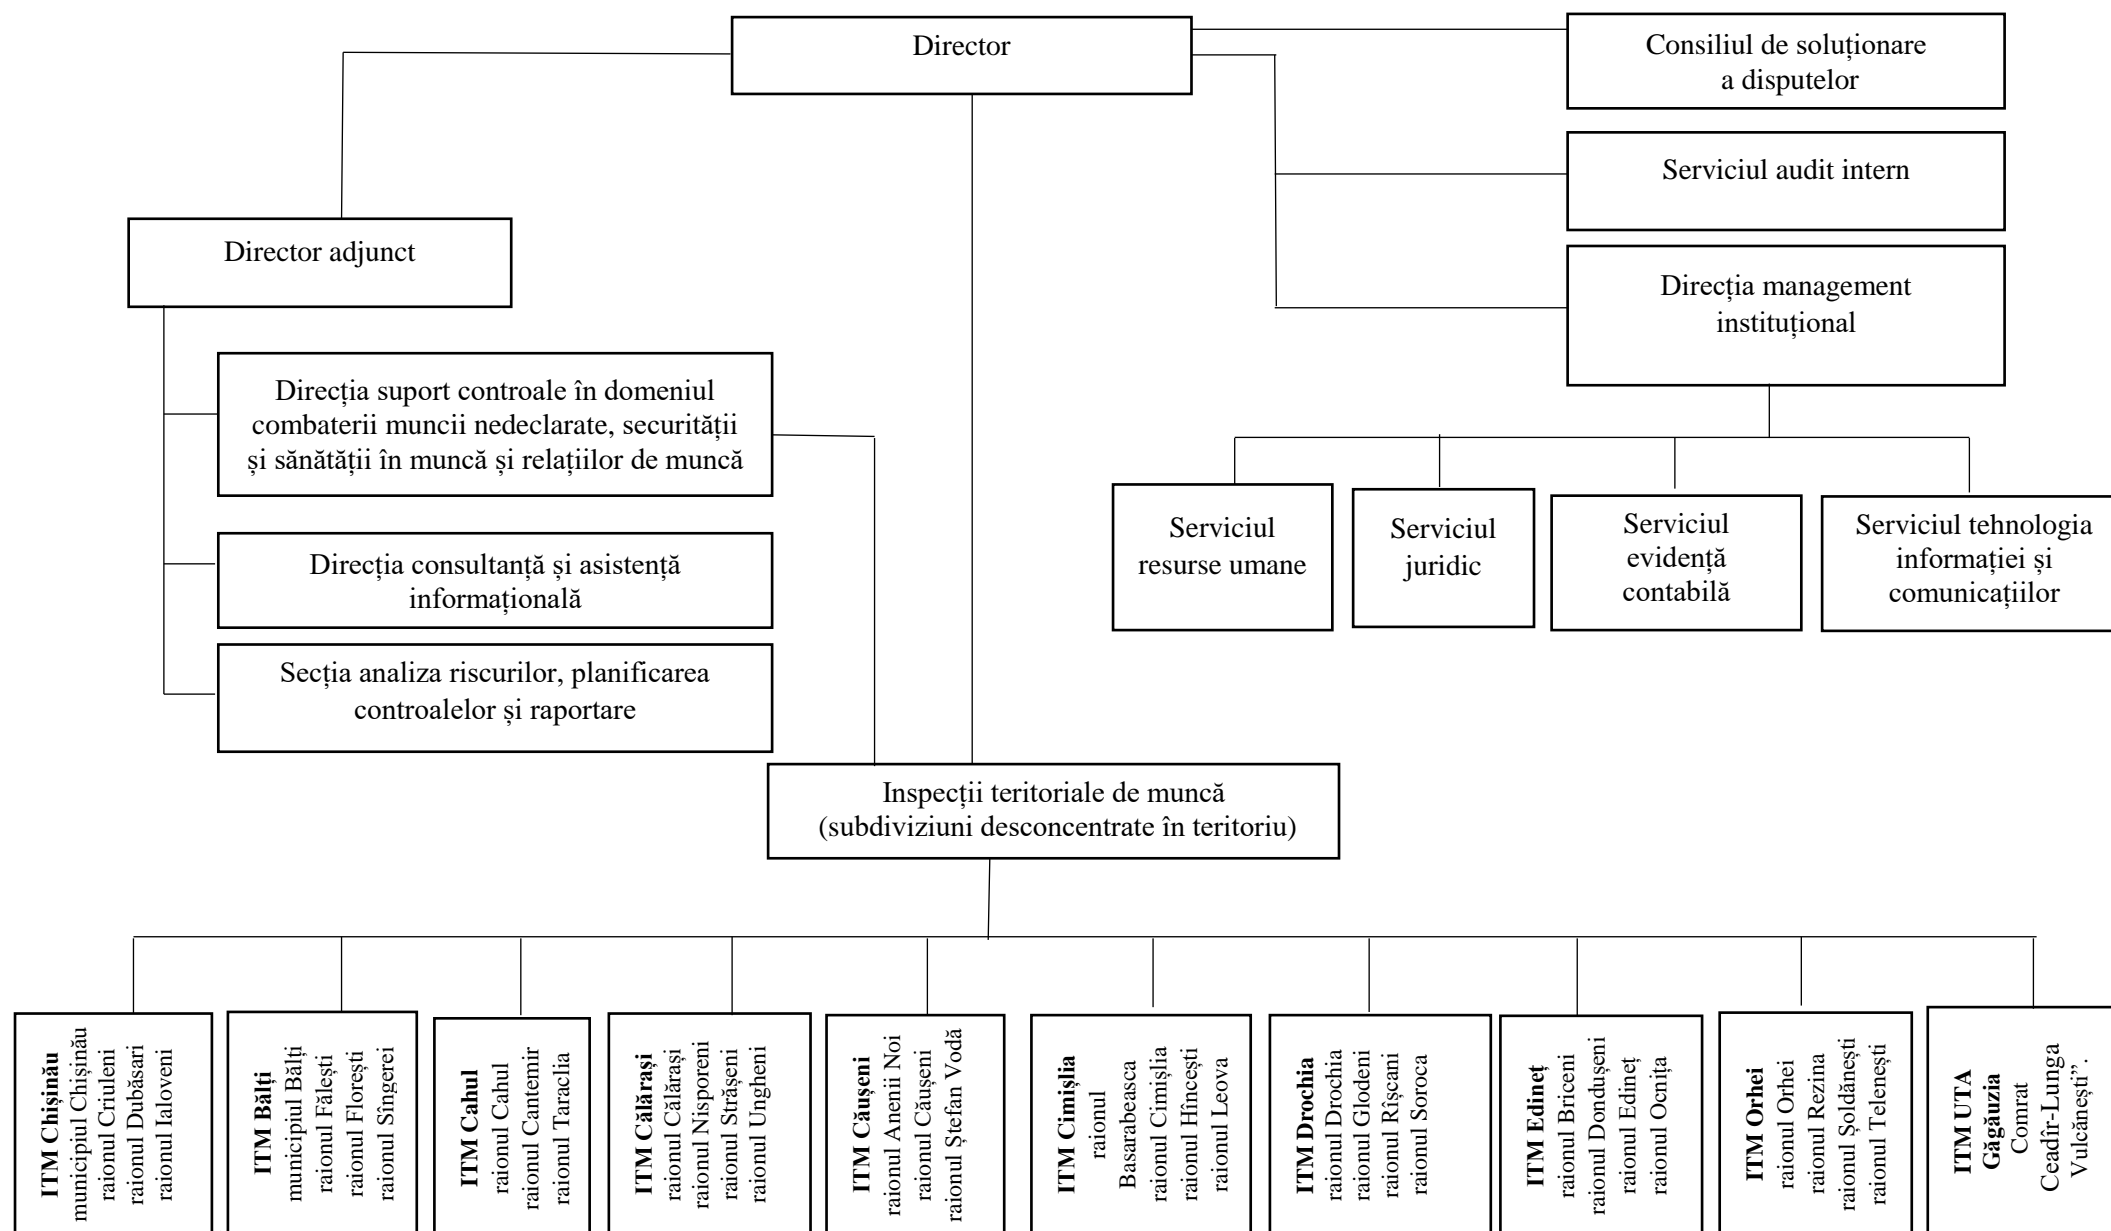 Director
Consiliul de soluționare
a disputelor
Serviciul audit intern
Director adjunct
Direcția management
instituțional
Direcția suport controale în domeniul
combaterii muncii nedeclarate, securității
și sănătății în muncă și relațiilor de muncă
Direcția consultanță și asistență
informațională
Secția analiza riscurilor, planificarea
controalelor și raportare
Serviciul
resurse umane
Serviciul
juridic
Serviciul
evidență
contabilă
Serviciul tehnologia
informației și
comunicațiilor
Inspecții teritoriale de muncă
(subdiviziuni desconcentrate în teritoriu)
ITM Chișinău
municipiul Chișinău
raionul Criuleni
raionul Dubăsari
raionul Ialoveni
ITM Bălți
municipiul Bălți
raionul Fălești
raionul Florești
raionul Sîngerei
ITM Cahul
raionul Cahul
raionul Cantemir
raionul Taraclia
ITM Călărași
raionul Călărași
raionul Nisporeni
raionul Strășeni
raionul Ungheni
ITM Căușeni
raionul Anenii Noi
raionul Căușeni
raionul Ștefan Vodă
ITM Cimișlia
raionul
Basarabeasca
raionul Cimișlia
raionul Hîncești
raionul Leova
ITM Drochia
raionul Drochia
raionul Glodeni
raionul Rîșcani
raionul Soroca
ITM Edineț
raionul Briceni
raionul Dondușeni
raionul Edineț
raionul Ocnița
ITM Orhei
raionul Orhei
raionul Rezina
raionul Șoldănești
raionul Telenești
ITM UTA
Găgăuzia
Comrat
Ceadîr-Lunga
Vulcănești”.